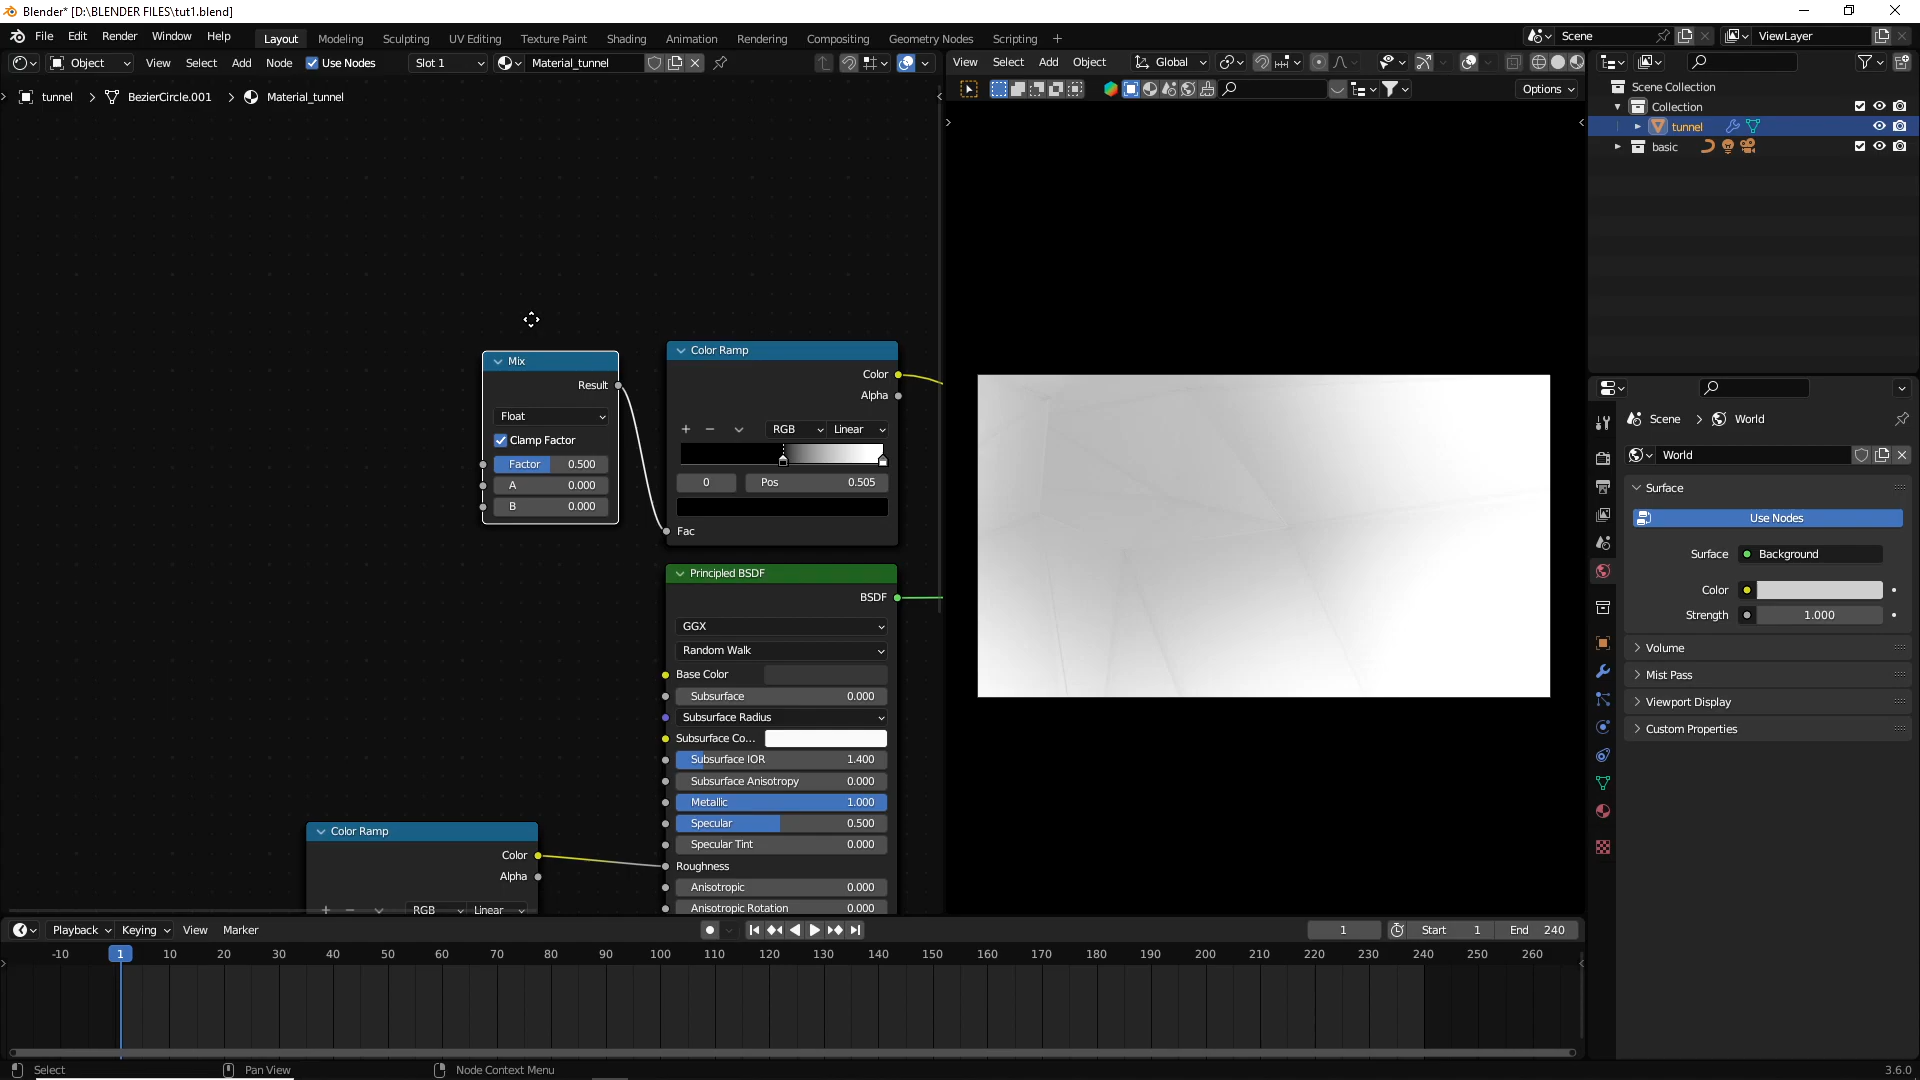 Blender* [D:\BLENDER FILES\tut1.blend]
File Edit Render Window Help Layout Modeling Sculpting UV Editing Texture Paint Shading Animation Rendering Compositing Geometry Nodes Scripting + Scene ViewLayer
Object View Select Add Node Use Nodes Slot 1 Material_tunnel View Select Add Object Global
Options
tunnel > BezierCircle.001 > Material_tunnel
Scene Collection
Collection
tunnel
basic
Mix
Result
Float
Clamp Factor
Factor 0.500
A 0.000
B 0.000
Color Ramp
Color
Alpha
RGB Linear
0 Pos 0.505
Fac
Principled BSDF
BSDF
GGX
Random Walk
Base Color
Subsurface 0.000
Subsurface Radius
Subsurface Co...
Subsurface IOR 1.400
Subsurface Anisotropy 0.000
Metallic 1.000
Specular 0.500
Specular Tint 0.000
Roughness
Anisotropic 0.000
Anisotropic Rotation 0.000
Color Ramp
Color
Alpha
RGB Linear
Scene > World
World
Surface
Use Nodes
Surface Background
Color
Strength 1.000
Volume
Mist Pass
Viewport Display
Custom Properties
Playback Keying View Marker 1 Start 1 End 240
-10 1 10 20 30 40 50 60 70 80 90 100 110 120 130 140 150 160 170 180 190 200 210 220 230 240 250 260
Select Pan View Node Context Menu 3.6.0